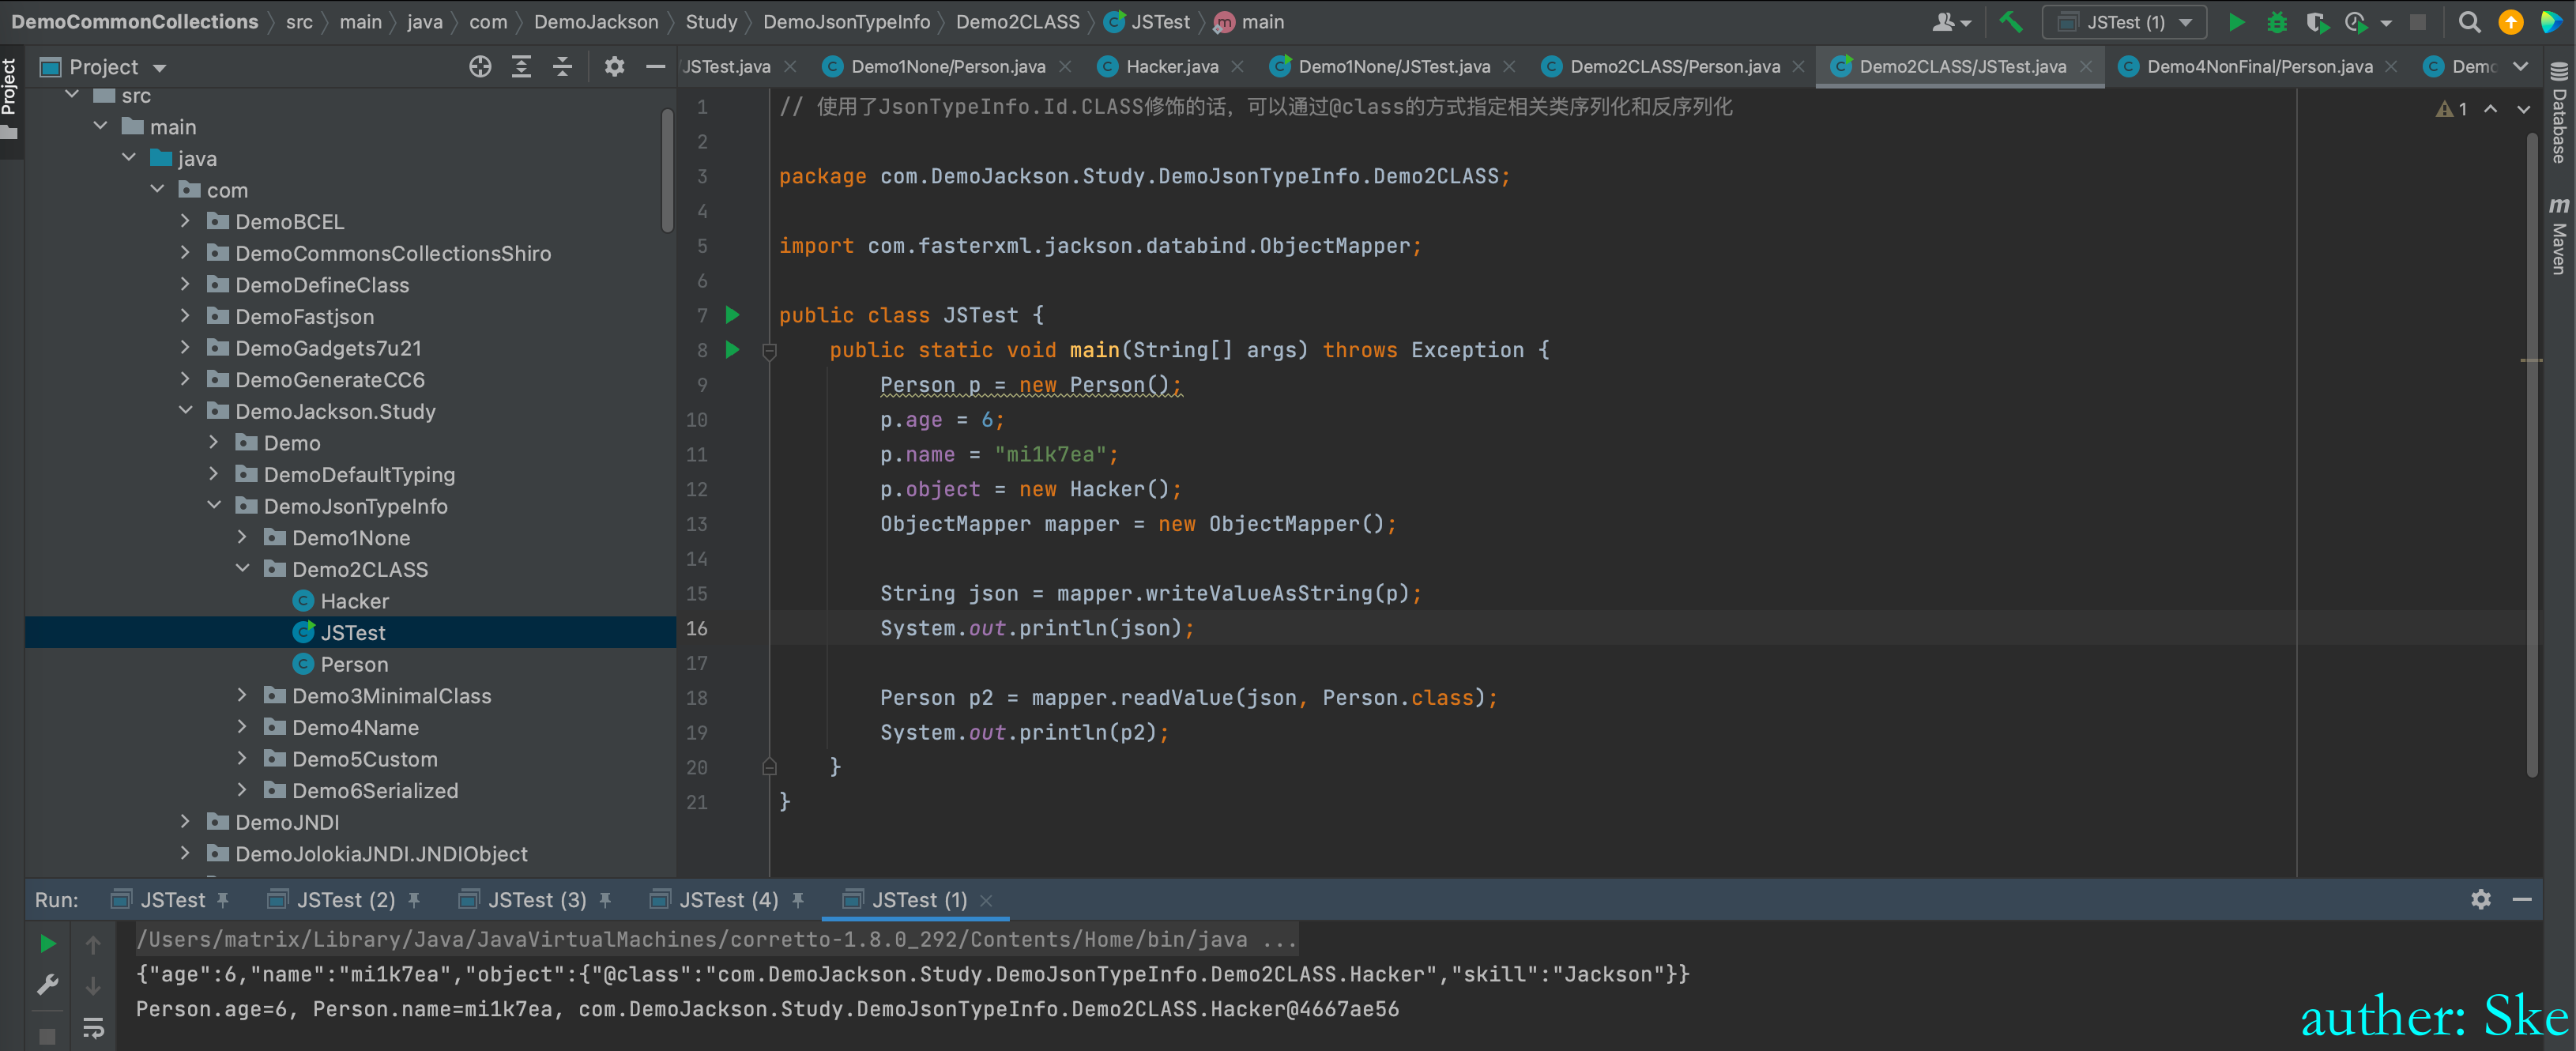 DemoCommonCollections src main java com DemoJackson Study DemoJsonTypeInfo Demo2CLASS JSTest main JSTest (1)
Project
JSTest.java Demo1None/Person.java Hacker.java Demo1None/JSTest.java Demo2CLASS/Person.java Demo2CLASS/JSTest.java Demo4NonFinal/Person.java Demo
Project
src
main
java
com
DemoBCEL
DemoCommonsCollectionsShiro
DemoDefineClass
DemoFastjson
DemoGadgets7u21
DemoGenerateCC6
DemoJackson.Study
Demo
DemoDefaultTyping
DemoJsonTypeInfo
Demo1None
Demo2CLASS
Hacker
JSTest
Person
Demo3MinimalClass
Demo4Name
Demo5Custom
Demo6Serialized
DemoJNDI
DemoJolokiaJNDI.JNDIObject
1 // 使用了JsonTypeInfo.Id.CLASS修饰的话，可以通过@class的方式指定相关类序列化和反序列化
2
3 package com.DemoJackson.Study.DemoJsonTypeInfo.Demo2CLASS;
4
5 import com.fasterxml.jackson.databind.ObjectMapper;
6
7 public class JSTest {
8 public static void main(String[] args) throws Exception {
9 Person p = new Person();
10 p.age = 6;
11 p.name = "mi1k7ea";
12 p.object = new Hacker();
13 ObjectMapper mapper = new ObjectMapper();
14
15 String json = mapper.writeValueAsString(p);
16 System.out.println(json);
17
18 Person p2 = mapper.readValue(json, Person.class);
19 System.out.println(p2);
20 }
21 }
1
Database
Maven
Run: JSTest JSTest (2) JSTest (3) JSTest (4) JSTest (1)
/Users/matrix/Library/Java/JavaVirtualMachines/corretto-1.8.0_292/Contents/Home/bin/java ...
{"age":6,"name":"mi1k7ea","object":{"@class":"com.DemoJackson.Study.DemoJsonTypeInfo.Demo2CLASS.Hacker","skill":"Jackson"}}
Person.age=6, Person.name=mi1k7ea, com.DemoJackson.Study.DemoJsonTypeInfo.Demo2CLASS.Hacker@4667ae56
auther: Ske